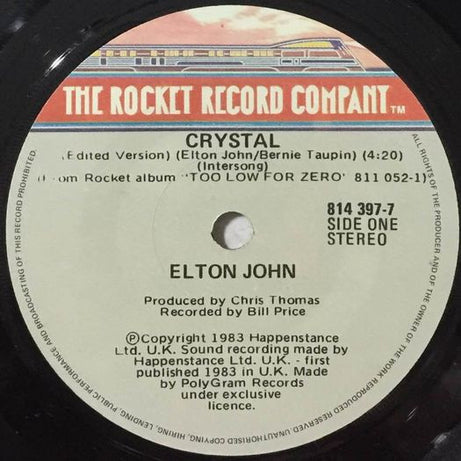 THE ROCKET RECORD COMPANY TM
CRYSTAL
(Edited Version) (Elton John/Bernie Taupin) (4:20)
(Intersong)
(From Rocket album "TOO LOW FOR ZERO' 811 052-1)
814 397-7
SIDE ONE
STEREO
ELTON JOHN
Produced by Chris Thomas
Recorded by Bill Price
ⓅCopyright 1983 Happenstance
Ltd. U.K. Sound recording made by
Happenstance Ltd. U.K. - first
published 1983 in U.K. Made
by PolyGram Records
under exclusive
licence.
ALL RIGHTS OF THE PRODUCER AND OF THE OWNER OF THE WORK REPRODUCED RESERVED. UNAUTHORISED COPYING, HIRING, LENDING, PUBLIC PERFORMANCE AND BROADCASTING OF THIS RECORD PROHIBITED.